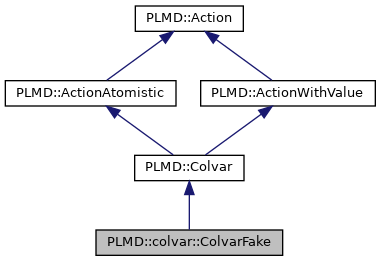 PLMD::Action
PLMD::ActionAtomistic
PLMD::ActionWithValue
PLMD::Colvar
PLMD::colvar::ColvarFake